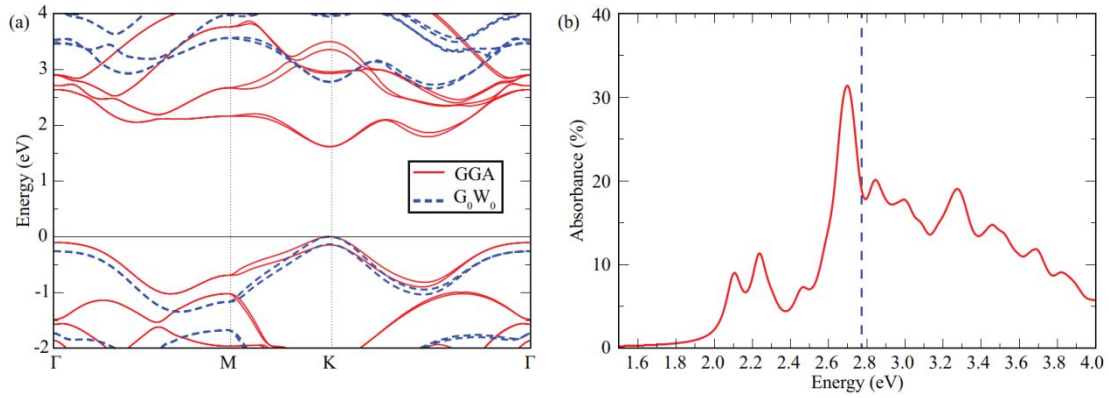 (a)
4
3
2
1
0
-1
-2
Energy (eV)
GGA
G₀W₀
Γ M K Γ
(b)
40
30
20
10
0
Absorbance (%)
1.6 2.0 2.2 2.4 2.6 2.8 3.0 3.2 3.4 3.6 3.8 4.0
Energy (eV)